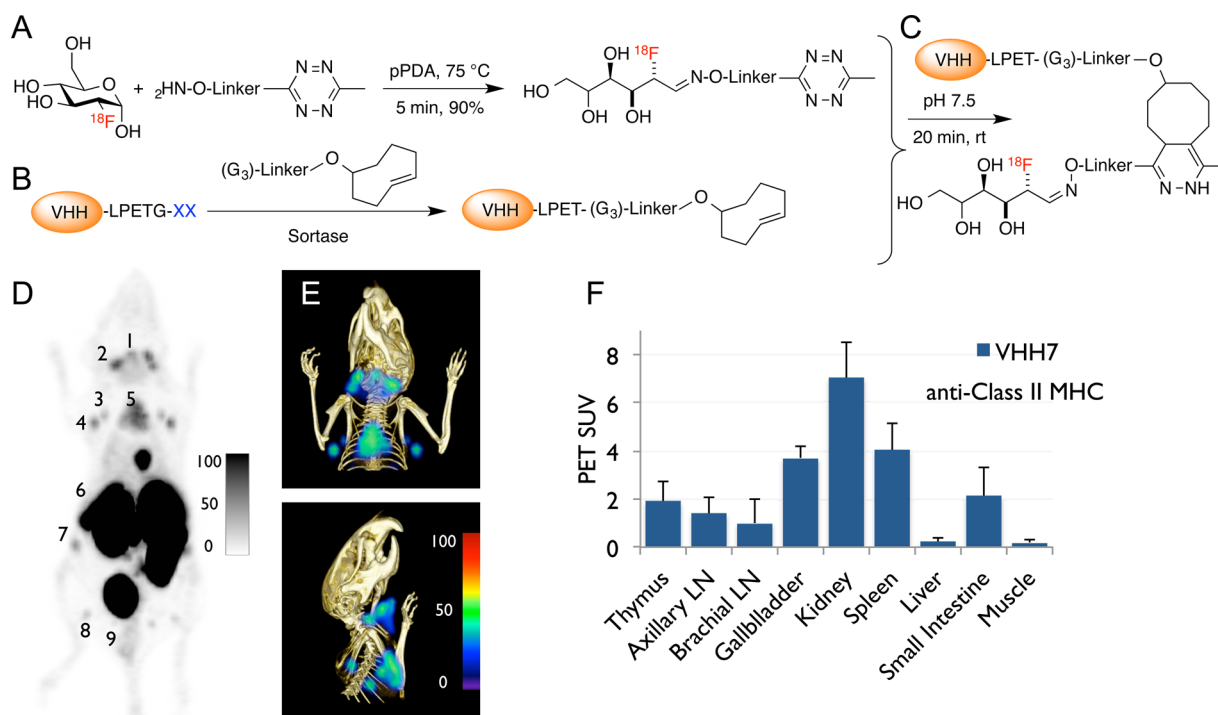 A
OH
HO
O
HO
18F
OH
+
2HN-O-Linker
N N
N N
pPDA, 75 °C
5 min, 90%
OH 18F
HO
OH OH
N-O-Linker
N N
N N
B
VHH -LPETG-XX
(G3)-Linker O
Sortase
VHH -LPET- (G3)-Linker O
C
VHH -LPET- (G3)-Linker O
pH 7.5
20 min, rt
OH 18F
O-Linker
N
N NH
HO
OH OH
D
1
2
3
5
4
6
7
8
9
100
50
0
E
100
50
0
F
PET SUV
8
6
4
2
0
VHH7
anti-Class II MHC
Thymus
Axillary LN
Brachial LN
Gallblladder
Kidney
Spleen
Liver
Small Intestine
Muscle